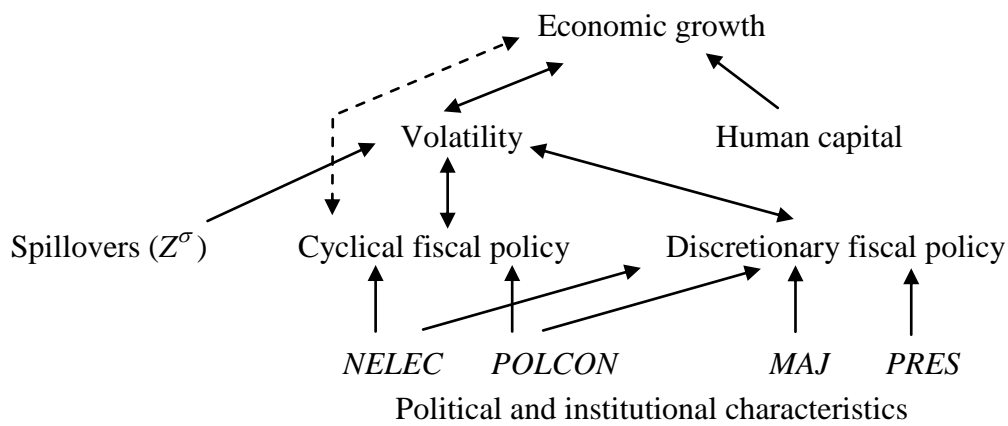 Economic growth
Volatility Human capital
Spillovers (Z^σ) Cyclical fiscal policy Discretionary fiscal policy
NELEC POLCON MAJ PRES
Political and institutional characteristics